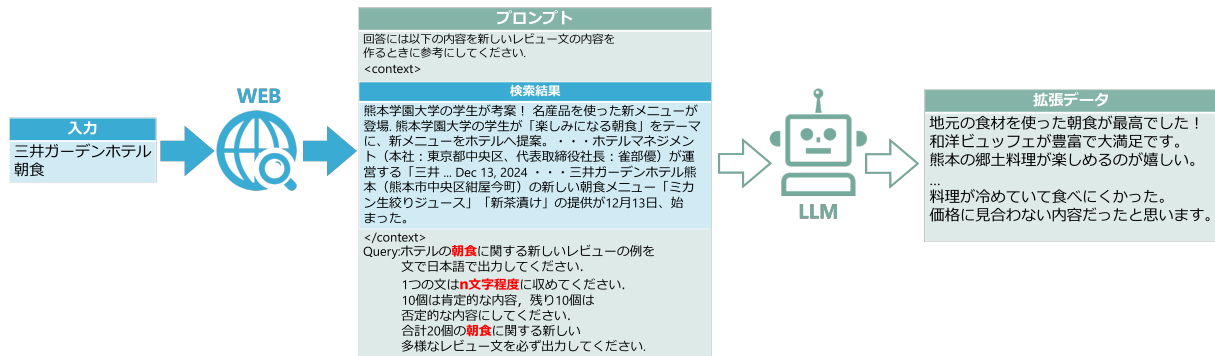 入力
三井ガーデンホテル
朝食
WEB
プロンプト
回答には以下の内容を新しいレビュー文の内容を
作るときに参考にしてください.
<context>
検索結果
熊本学園大学の学生が考案！ 名産品を使った新メニューが
登場. 熊本学園大学の学生が「楽しみになる朝食」をテーマ
に、新メニューをホテルへ提案。・・・ホテルマネジメ
ント（本社：東京都中央区、代表取締役社長：雀部優）が運
営する「三井 ... Dec 13, 2024 ・・・三井ガーデンホテル熊
本（熊本市中央区紺屋今町）の新しい朝食メニュー「ミカ
ン生絞りジュース」「新茶漬け」の提供が12月13日、始
まった。
</context>
Query:ホテルの朝食に関する新しいレビューの例を
文で日本語で出力してください.
1つの文はn文字程度に収めてください.
10個は肯定的な内容，残り10個は
否定的な内容にしてください.
合計20個の朝食に関する新しい
多様なレビュー文を必ず出力してください.
LLM
拡張データ
地元の食材を使った朝食が最高でした！
和洋ビュッフェが豊富で大満足です。
熊本の郷土料理が楽しめるのが嬉しい。
...
料理が冷めていて食べにくかった。
価格に見合わない内容だったと思います。